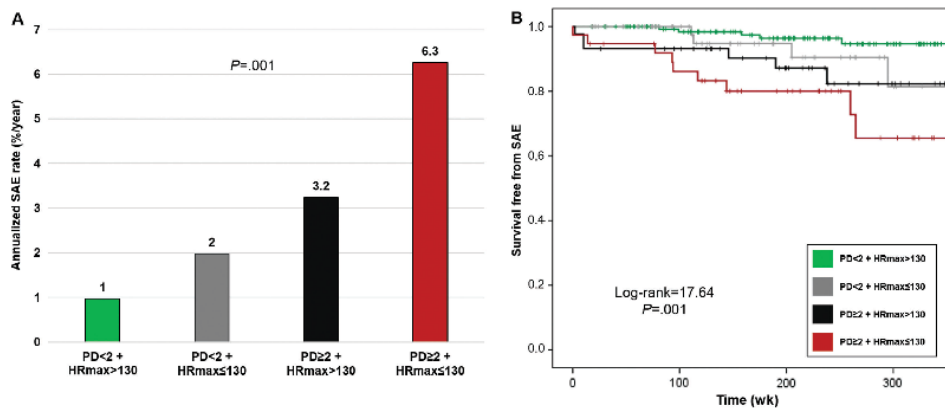 A
Annualized SAE rate (%/year)
7
6
5
4
3
2
1
0
P=.001
1
2
3.2
6.3
PD<2 +
HRmax>130
PD<2 +
HRmax≤130
PD≥2 +
HRmax>130
PD≥2 +
HRmax≤130
B
Survival free from SAE
1.0
0.8
0.6
0.4
0.2
0.0
Log-rank=17.64
P=.001
PD<2 + HRmax>130
PD<2 + HRmax≤130
PD≥2 + HRmax>130
PD≥2 + HRmax≤130
0
100
200
300
Time (wk)